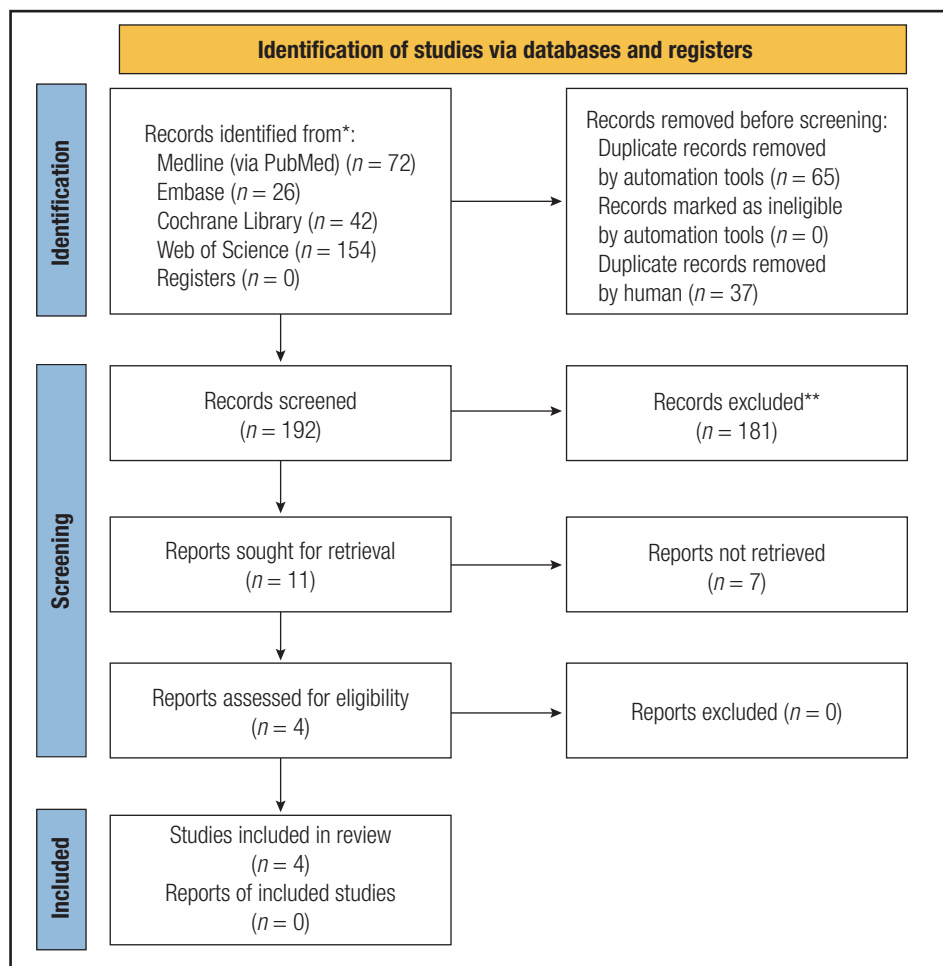 Identification of studies via databases and registers
Identification
Records identified from*:
Medline (via PubMed) (n = 72)
Embase (n = 26)
Cochrane Library (n = 42)
Web of Science (n = 154)
Registers (n = 0)
Records removed before screening:
Duplicate records removed
by automation tools (n = 65)
Records marked as ineligible
by automation tools (n = 0)
Duplicate records removed
by human (n = 37)
Screening
Records screened
(n = 192)
Records excluded**
(n = 181)
Reports sought for retrieval
(n = 11)
Reports not retrieved
(n = 7)
Reports assessed for eligibility
(n = 4)
Reports excluded (n = 0)
Included
Studies included in review
(n = 4)
Reports of included studies
(n = 0)